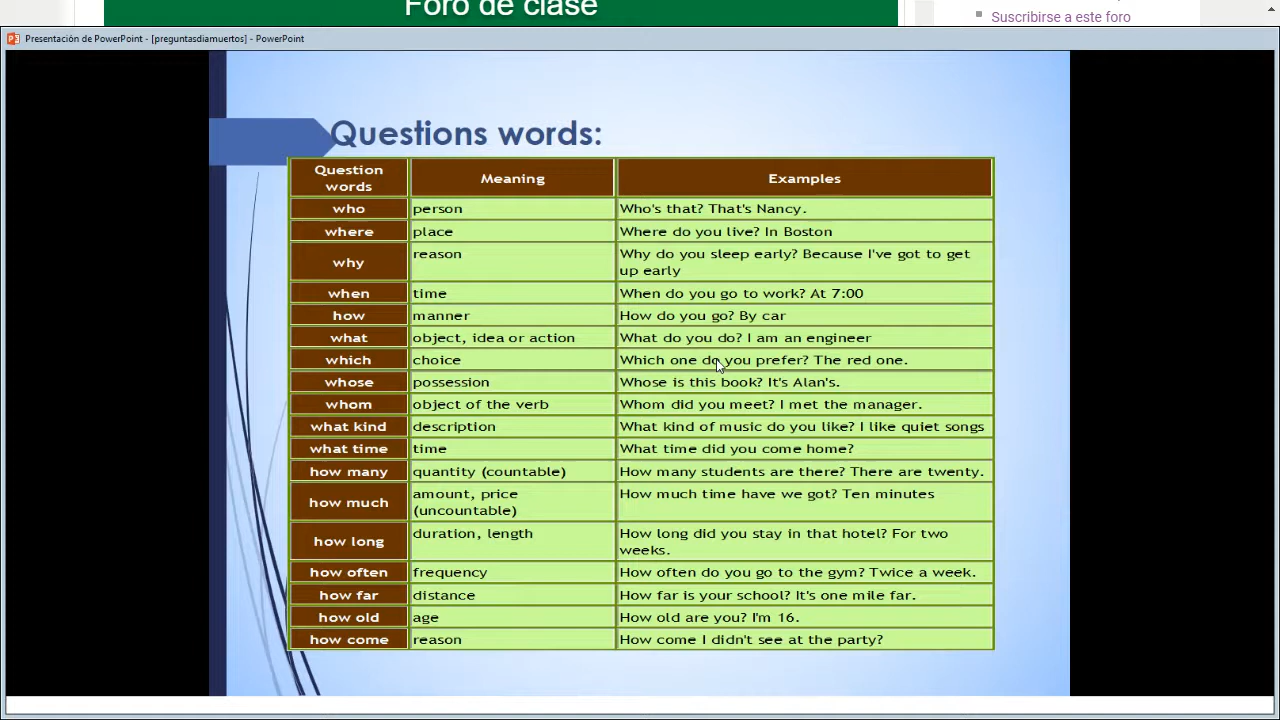 Foro de clase
Suscribirse a este foro
Presentación de PowerPoint - [preguntasdiamuertos] - PowerPoint
Questions words:
Question
words
Meaning
Examples
who
person
Who's that? That's Nancy.
where
place
Where do you live? In Boston
why
reason
Why do you sleep early? Because I've got to get
up early
when
time
When do you go to work? At 7:00
how
manner
How do you go? By car
what
object, idea or action
What do you do? I am an engineer
which
choice
Which one do you prefer? The red one.
whose
possession
Whose is this book? It's Alan's.
whom
object of the verb
Whom did you meet? I met the manager.
what kind
description
What kind of music do you like? I like quiet songs
what time
time
What time did you come home?
how many
quantity (countable)
How many students are there? There are twenty.
how much
amount, price
(uncountable)
How much time have we got? Ten minutes
how long
duration, length
How long did you stay in that hotel? For two
weeks.
how often
frequency
How often do you go to the gym? Twice a week.
how far
distance
How far is your school? It's one mile far.
how old
age
How old are you? I'm 16.
how come
reason
How come I didn't see at the party?